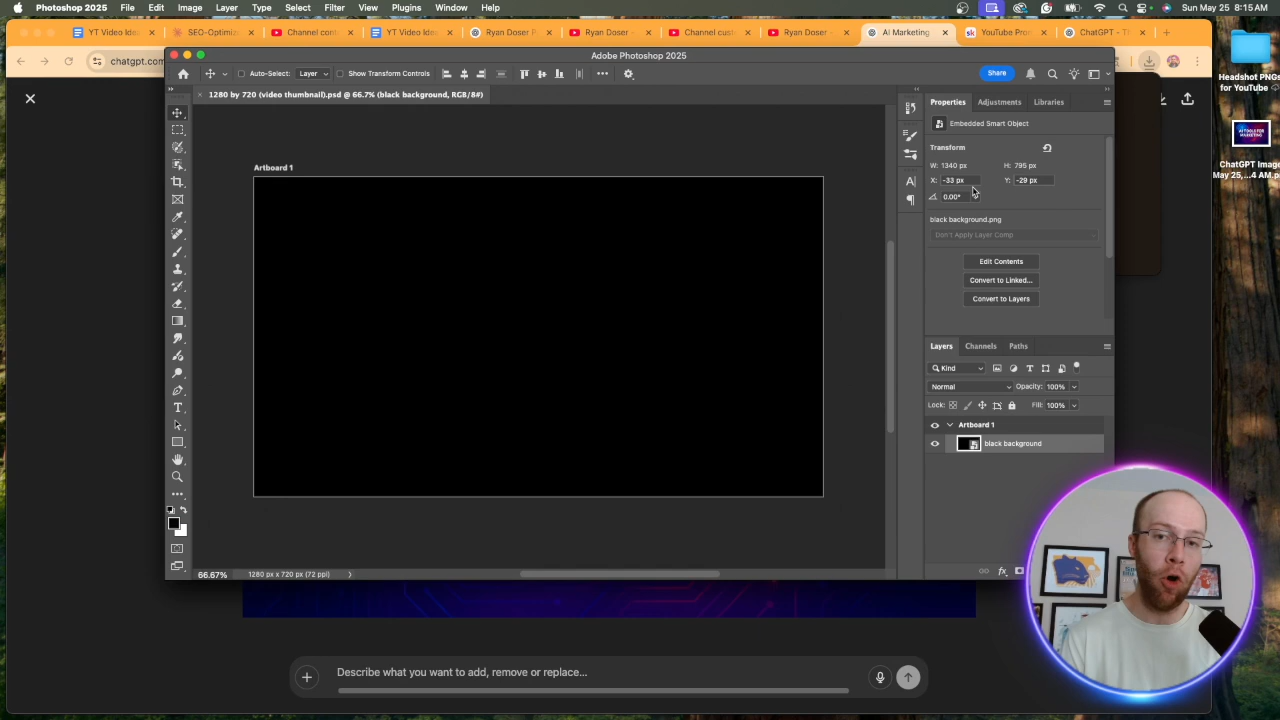 Photoshop 2025 File Edit Image Layer Type Select Filter View Plugins Window Help Sun May 25 8:15 AM
YT Video Idea SEO-Optimiz Channel cont YT Video Idea Ryan Doser P Ryan Doser - Channel cust Ryan Doser - AI Marketing YouTube Pron ChatGPT - T
chatgpt.com
Adobe Photoshop 2025
Auto-Select: Layer Show Transform Controls Share
1280 by 720 (video thumbnail).psd @ 66.7% (black background, RGB/8#)
Properties Adjustments Libraries
Embedded Smart Object
Transform
W: 1340 px H: 795 px
X: -33 px Y: -29 px
0.00°
black background.png
Don't Apply Layer Comp
Edit Contents
Convert to Linked...
Convert to Layers
Artboard 1
Layers Channels Paths
Kind
Normal Opacity: 100%
Lock: Fill: 100%
Artboard 1
black background
66.67% 1280 px x 720 px (72 ppi)
Describe what you want to add, remove or replace...
Headshot PNGs
for YouTube
AI TOOLS FOR
MARKETING
ChatGPT Image
May 25,...4 AM.p